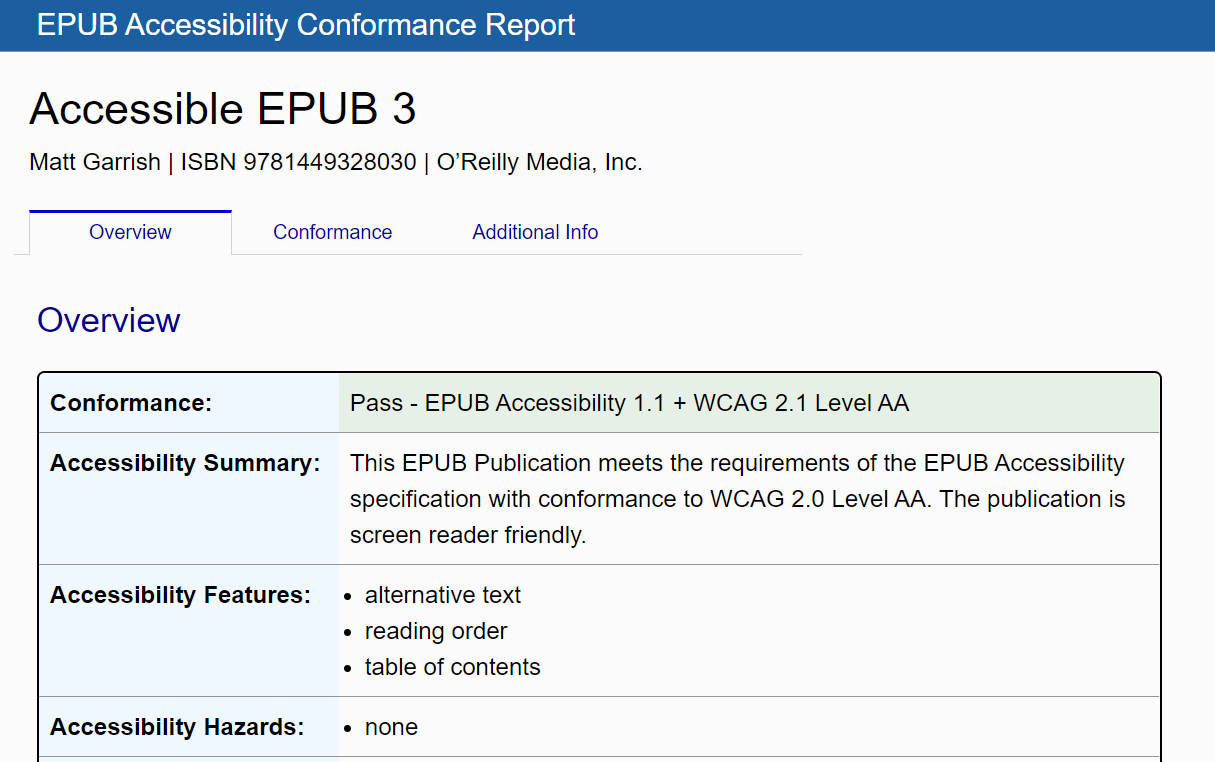 EPUB Accessibility Conformance Report
Accessible EPUB 3
Matt Garrish | ISBN 9781449328030 | O’Reilly Media, Inc.
Overview Conformance Additional Info
Overview
Conformance: Pass - EPUB Accessibility 1.1 + WCAG 2.1 Level AA
Accessibility Summary: This EPUB Publication meets the requirements of the EPUB Accessibility
specification with conformance to WCAG 2.0 Level AA. The publication is
screen reader friendly.
Accessibility Features: • alternative text
• reading order
• table of contents
Accessibility Hazards: • none